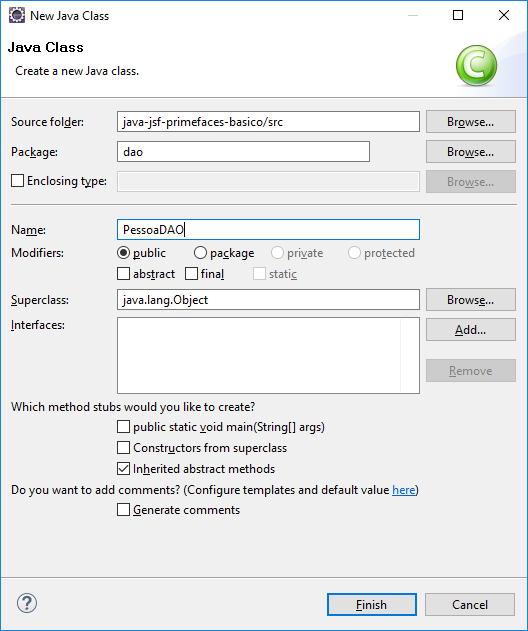 New Java Class
Java Class
Create a new Java class.
C
Source folder: java-jsf-primefaces-basico/src Browse...
Package: dao Browse...
Enclosing type: Browse...
Name: PessoaDAO
Modifiers: public package private protected
abstract final static
Superclass: java.lang.Object Browse...
Interfaces: Add...
Remove
Which method stubs would you like to create?
public static void main(String[] args)
Constructors from superclass
Inherited abstract methods
Do you want to add comments? (Configure templates and default value here)
Generate comments
? Finish Cancel